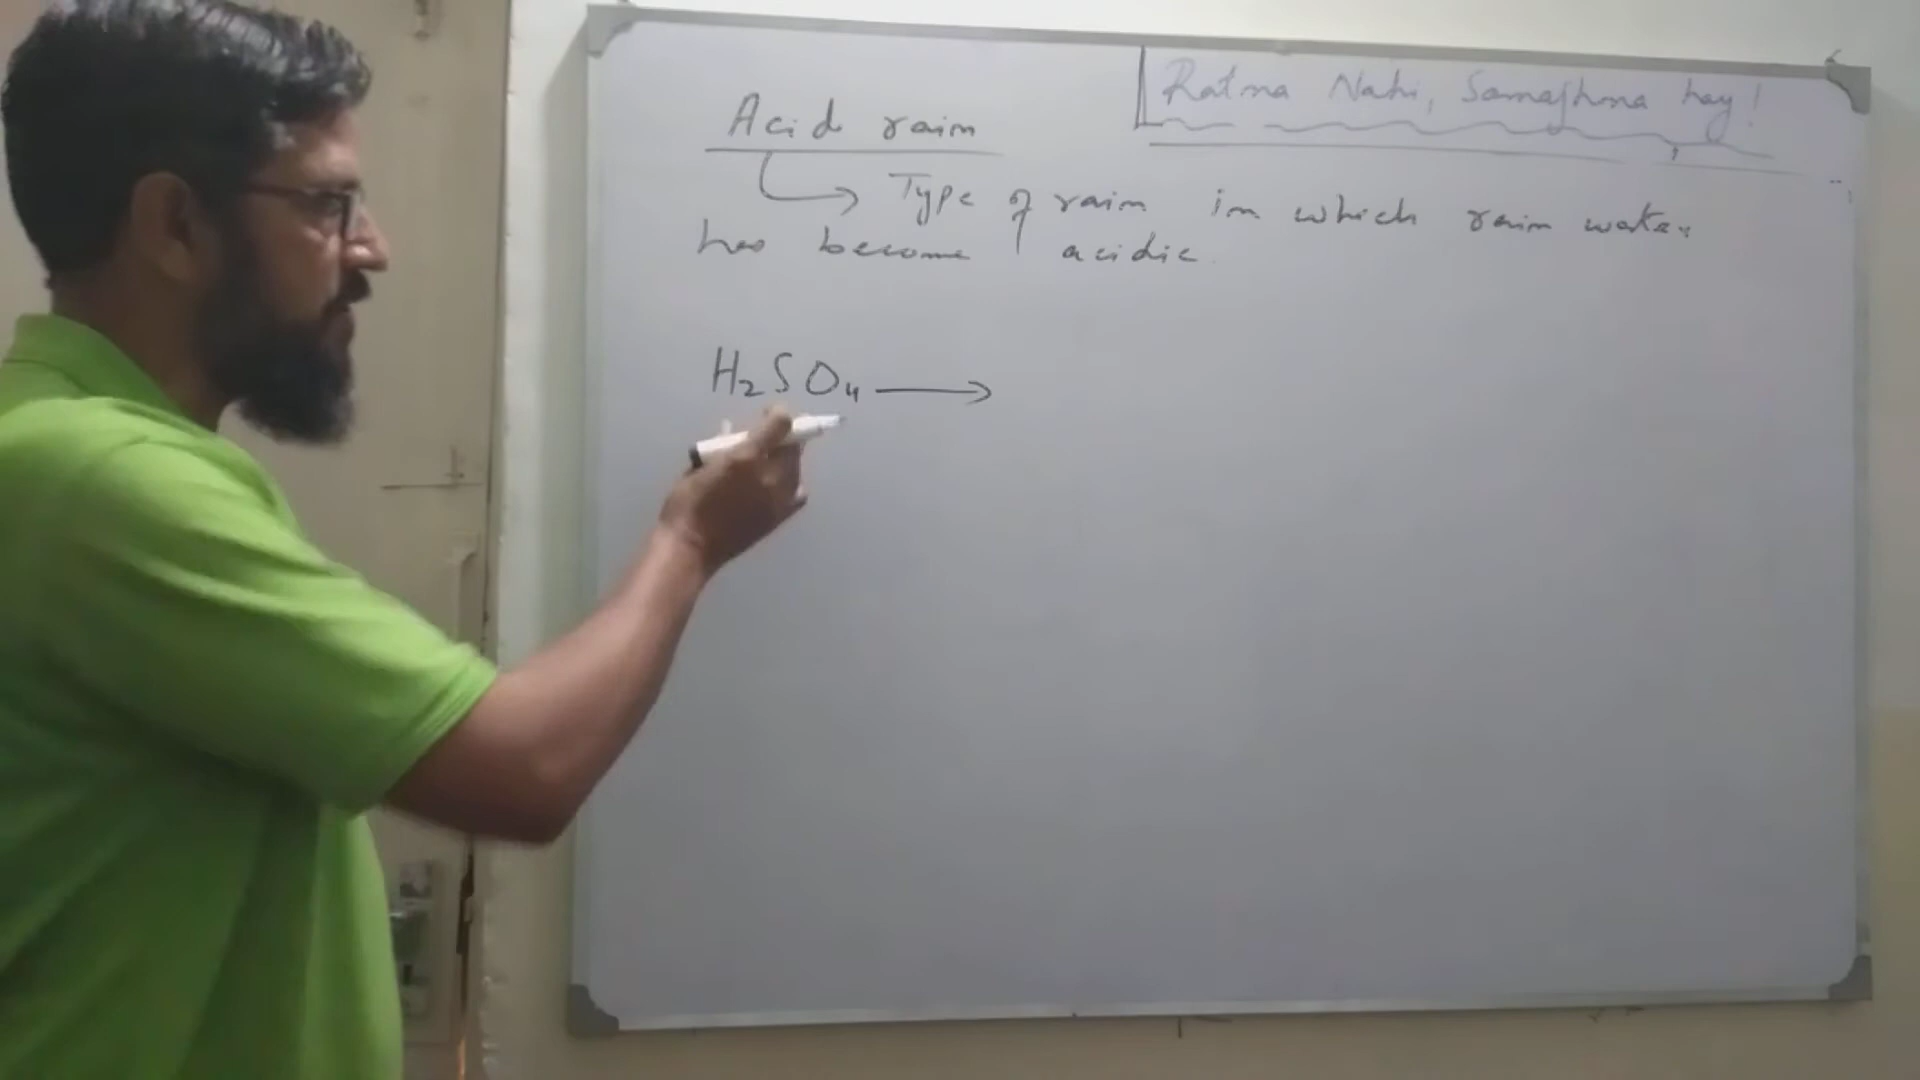 Ratna Nahi, Samajhna hay!
Acid rain
Type of rain in which rain water
has become acidic.
H₂SO₄ →